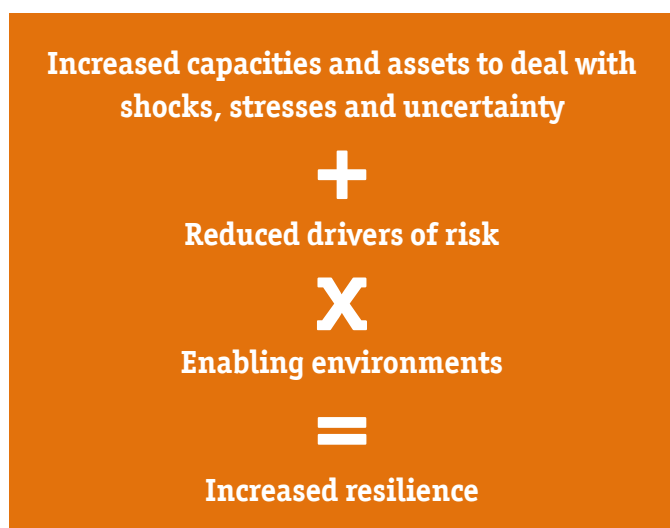 Increased capacities and assets to deal with
shocks, stresses and uncertainty
+
Reduced drivers of risk
x
Enabling environments
=
Increased resilience